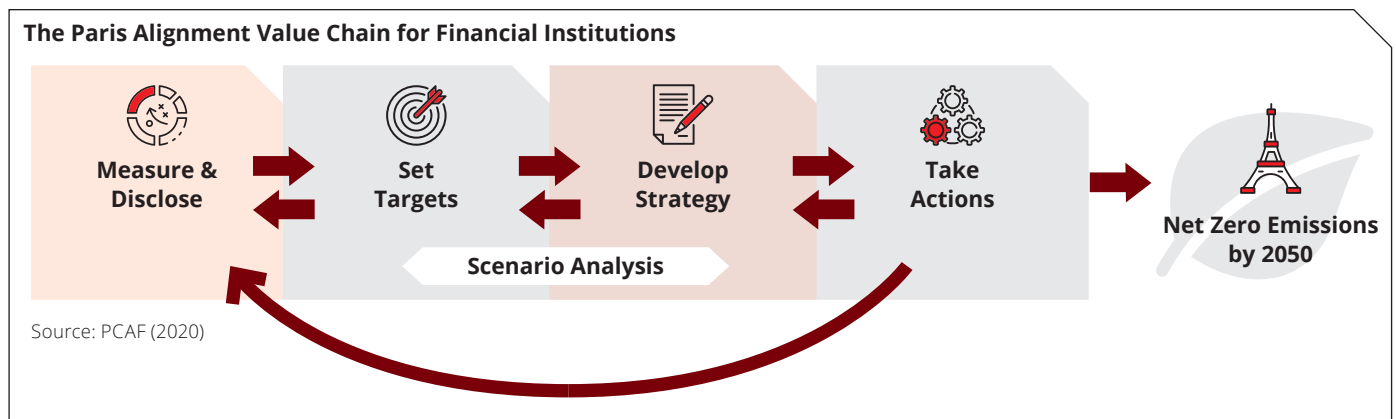 The Paris Alignment Value Chain for Financial Institutions
Measure &
Disclose
Set
Targets
Develop
Strategy
Take
Actions
Net Zero Emissions
by 2050
Scenario Analysis
Source: PCAF (2020)